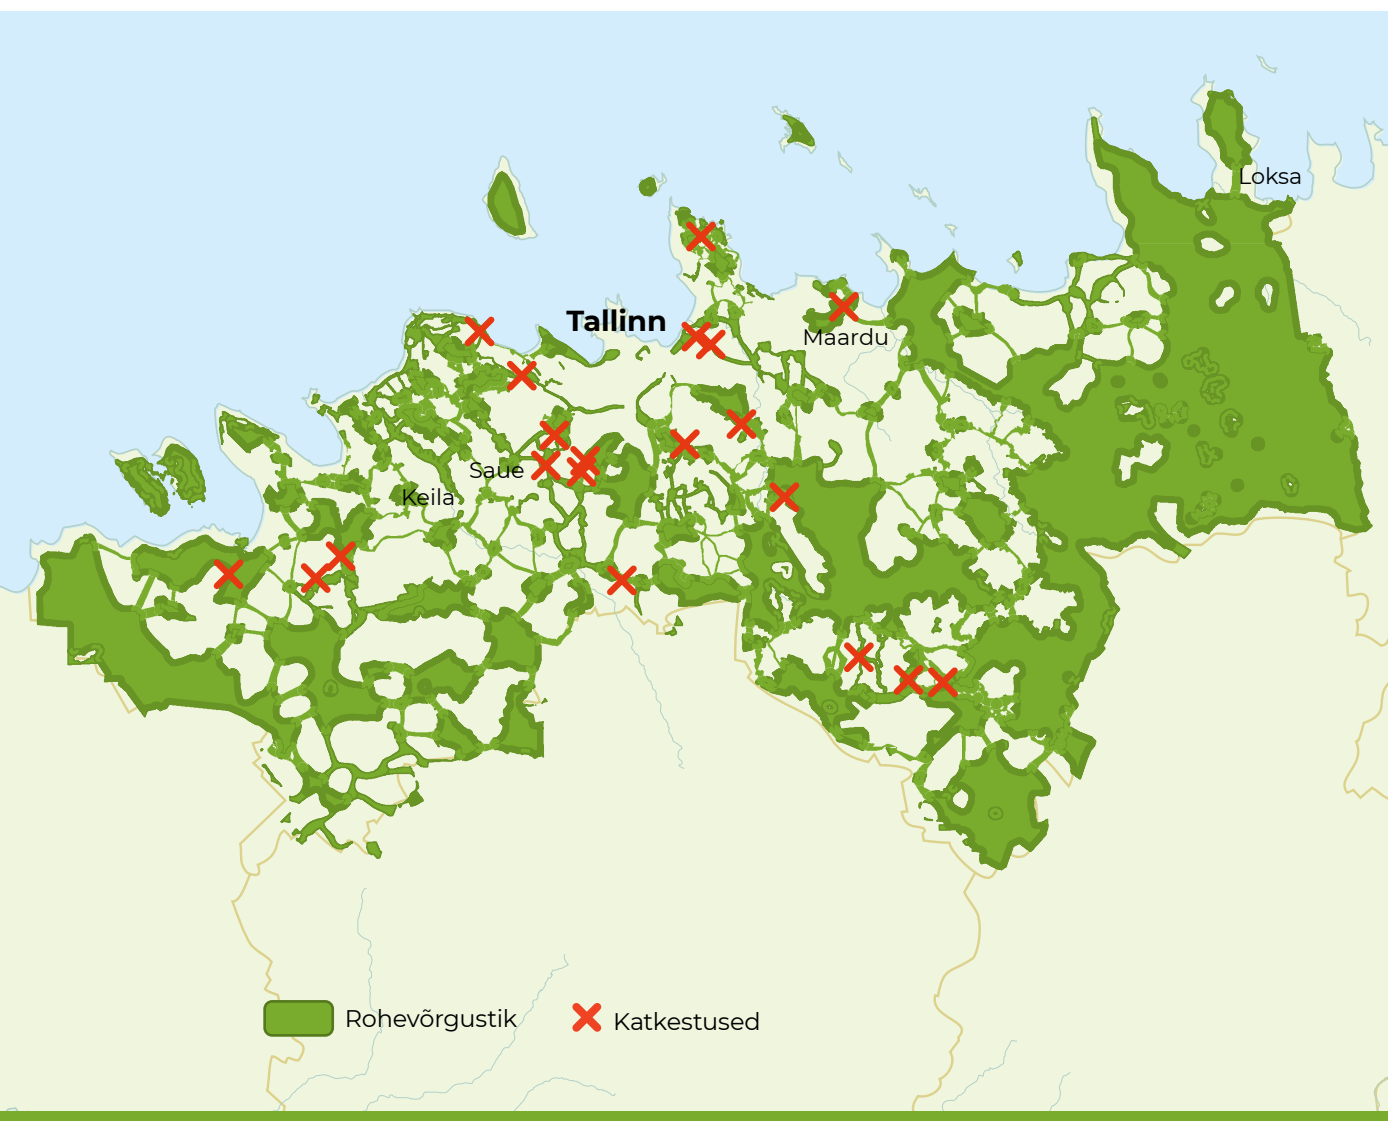 Loksa
Tallinn
Maardu
Saue
Keila
Rohevõrgustik
Katkestused